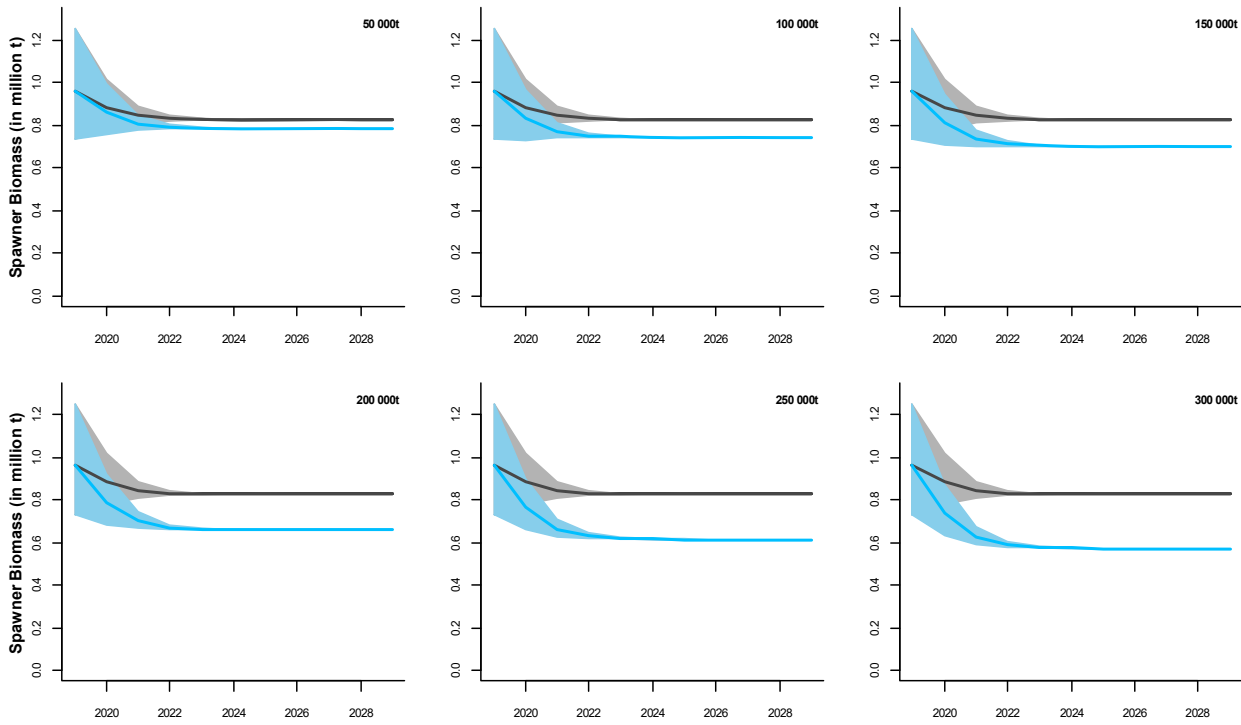 50 000t
100 000t
150 000t
Spawner Biomass (in million t)
0.0 0.2 0.4 0.6 0.8 1.0 1.2
0.0 0.2 0.4 0.6 0.8 1.0 1.2
0.0 0.2 0.4 0.6 0.8 1.0 1.2
2020 2022 2024 2026 2028
2020 2022 2024 2026 2028
2020 2022 2024 2026 2028
200 000t
250 000t
300 000t
Spawner Biomass (in million t)
0.0 0.2 0.4 0.6 0.8 1.0 1.2
0.0 0.2 0.4 0.6 0.8 1.0 1.2
0.0 0.2 0.4 0.6 0.8 1.0 1.2
2020 2022 2024 2026 2028
2020 2022 2024 2026 2028
2020 2022 2024 2026 2028